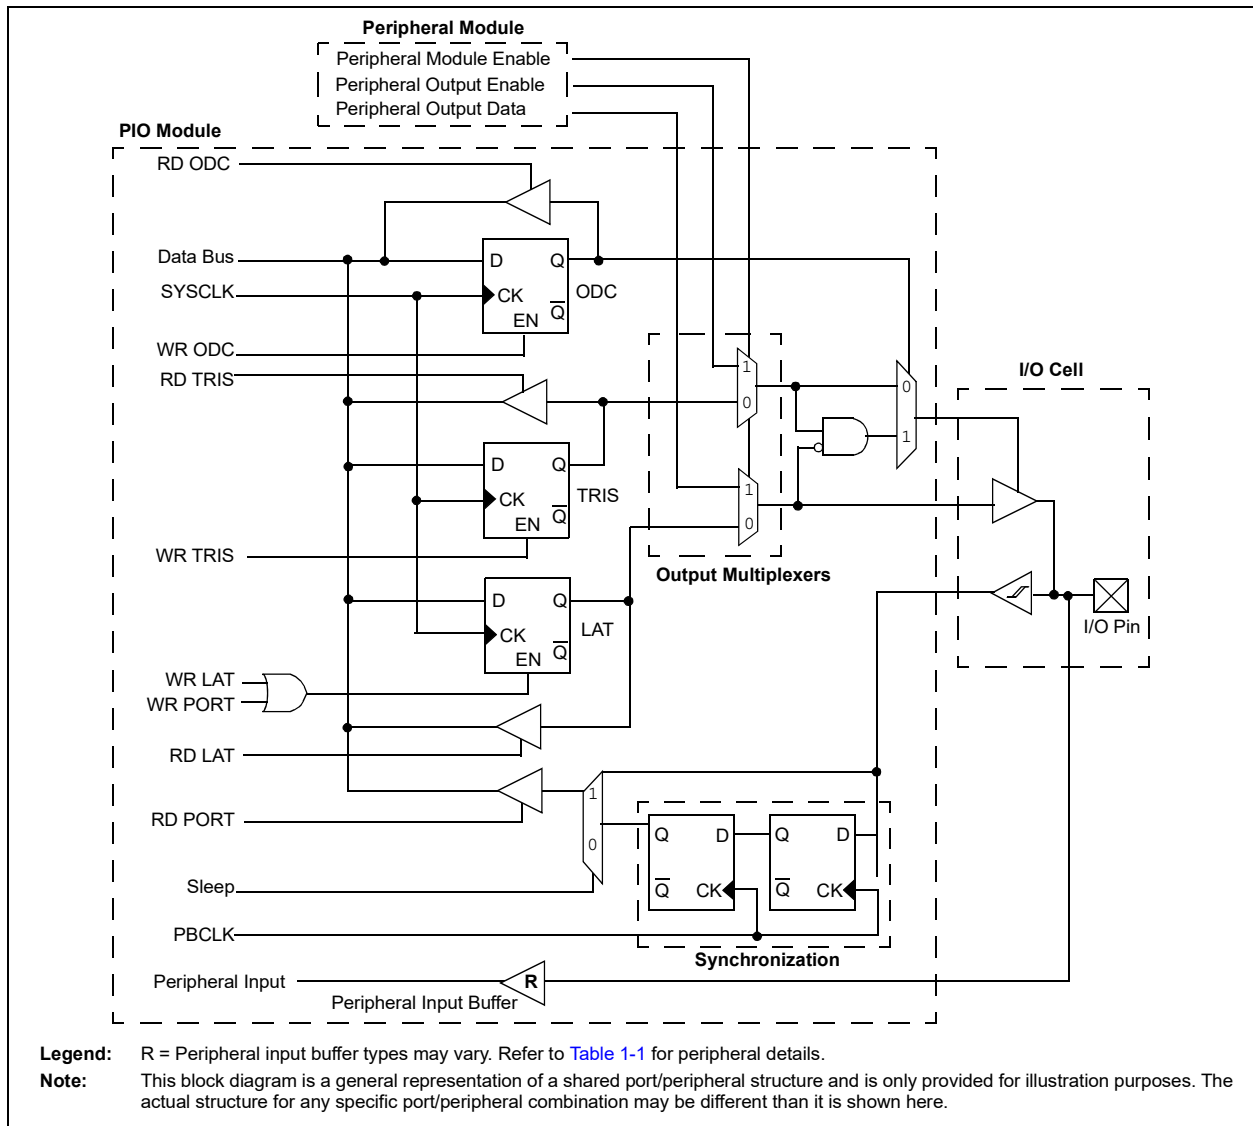 Peripheral Module
Peripheral Module Enable
Peripheral Output Enable
Peripheral Output Data
PIO Module
RD ODC
Data Bus
D
Q
SYSCLK
CK
ODC
Q
EN
WR ODC
RD TRIS
1
0
I/O Cell
0
1
D
Q
CK
TRIS
Q
EN
1
0
WR TRIS
Output Multiplexers
D
Q
CK
LAT
Q
EN
I/O Pin
WR LAT
WR PORT
RD LAT
1
RD PORT
0
Q
D
Q
D
Sleep
Q
CK
Q
CK
PBCLK
Synchronization
Peripheral Input
R
Peripheral Input Buffer
Legend: R = Peripheral input buffer types may vary. Refer to Table 1-1 for peripheral details.
Note: This block diagram is a general representation of a shared port/peripheral structure and is only provided for illustration purposes. The
actual structure for any specific port/peripheral combination may be different than it is shown here.